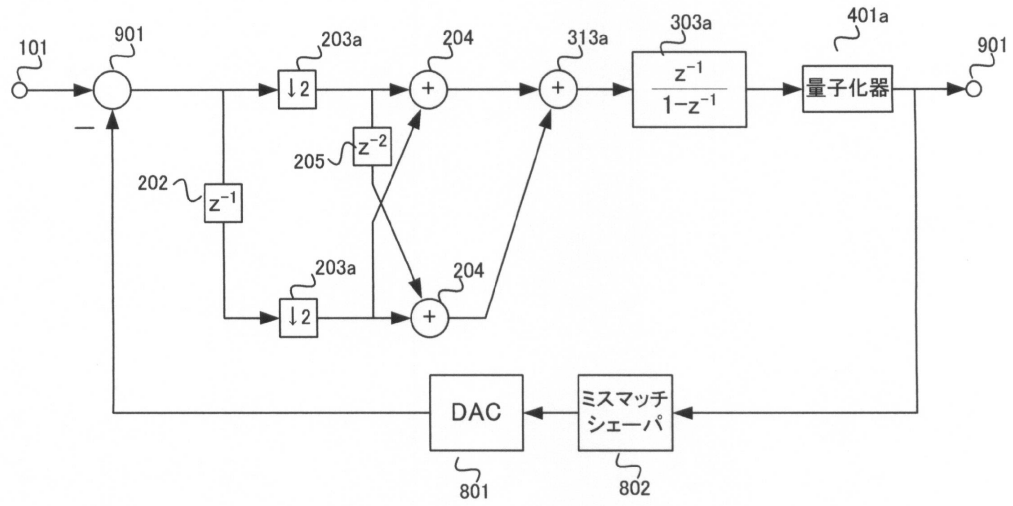 101
901
203a
204
313a
303a
401a
901
−
↓2
+
+
z⁻¹
1−z⁻¹
量子化器
205
z⁻²
202
z⁻¹
203a
204
↓2
+
DAC
ミスマッチ
シェーパ
801
802